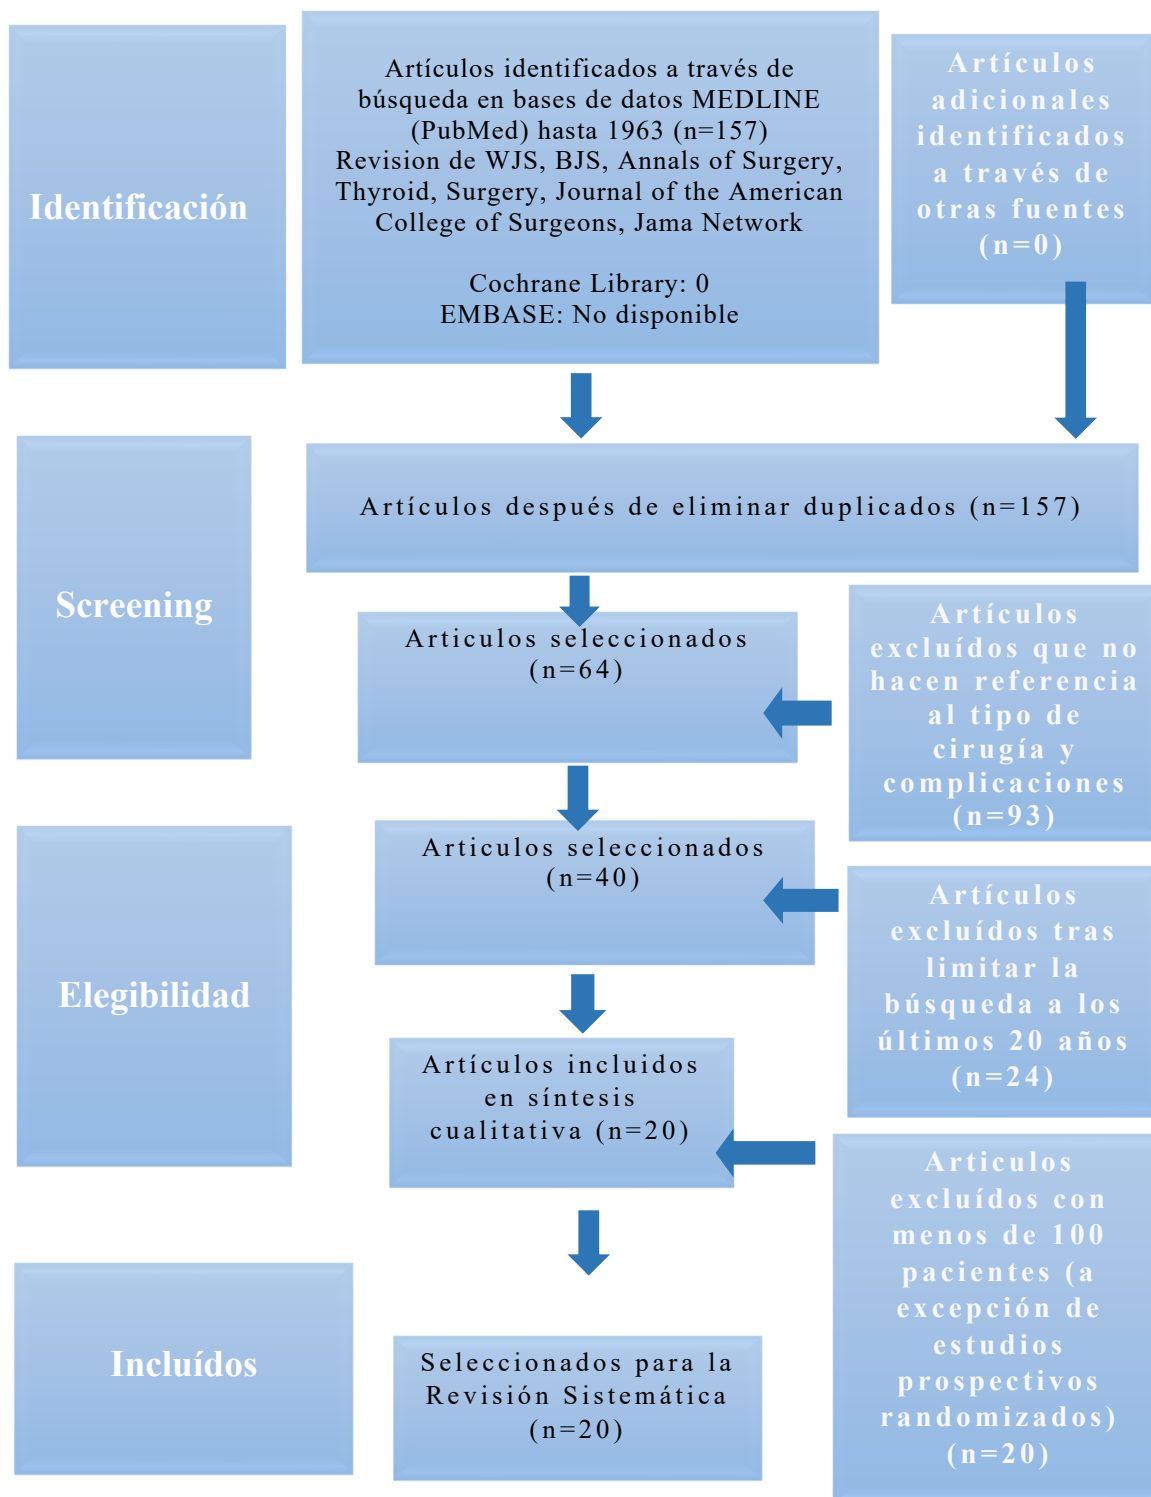 Identificación
Artículos identificados a través de
búsqueda en bases de datos MEDLINE
(PubMed) hasta 1963 (n=157)
Revision de WJS, BJS, Annals of Surgery,
Thyroid, Surgery, Journal of the American
College of Surgeons, Jama Network
Cochrane Library: 0
EMBASE: No disponible
Artículos
adicionales
identificados
a través de
otras fuentes
(n=0)
Screening
Artículos después de eliminar duplicados (n=157)
Articulos seleccionados
(n=64)
Artículos
excluídos que no
hacen referencia
al tipo de
cirugía y
complicaciones
(n=93)
Elegibilidad
Articulos seleccionados
(n=40)
Artículos
excluídos tras
limitar la
búsqueda a los
últimos 20 años
(n=24)
Artículos incluidos
en síntesis
cualitativa (n=20)
Articulos
excluídos con
menos de 100
pacientes (a
excepción de
estudios
prospectivos
randomizados)
(n=20)
Incluídos
Seleccionados para la
Revisión Sistemática
(n=20)